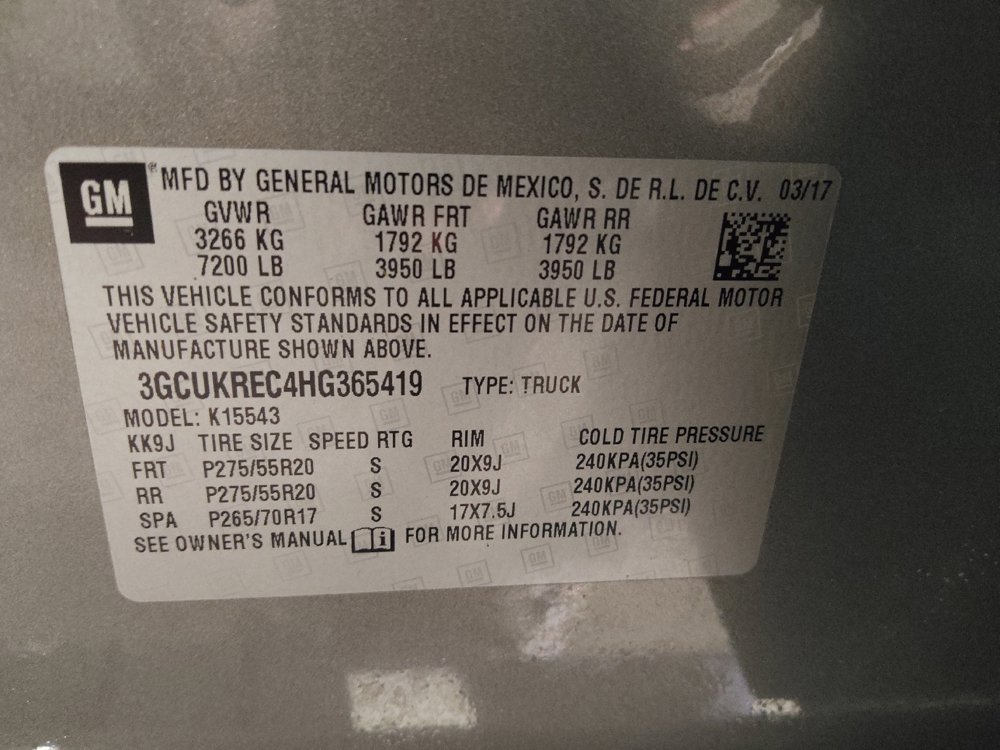 GM
MFD BY GENERAL MOTORS DE MEXICO, S. DE R.L. DE C.V. 03/17
GVWR GAWR FRT GAWR RR
3266 KG 1792 KG 1792 KG
7200 LB 3950 LB 3950 LB
THIS VEHICLE CONFORMS TO ALL APPLICABLE U.S. FEDERAL MOTOR
VEHICLE SAFETY STANDARDS IN EFFECT ON THE DATE OF
MANUFACTURE SHOWN ABOVE.
3GCUKREC4HG365419 TYPE: TRUCK
MODEL: K15543
KK9J TIRE SIZE SPEED RTG RIM COLD TIRE PRESSURE
FRT P275/55R20 S 20X9J 240KPA(35PSI)
RR P275/55R20 S 20X9J 240KPA(35PSI)
SPA P265/70R17 S 17X7.5J 240KPA(35PSI)
SEE OWNER'S MANUAL i FOR MORE INFORMATION.